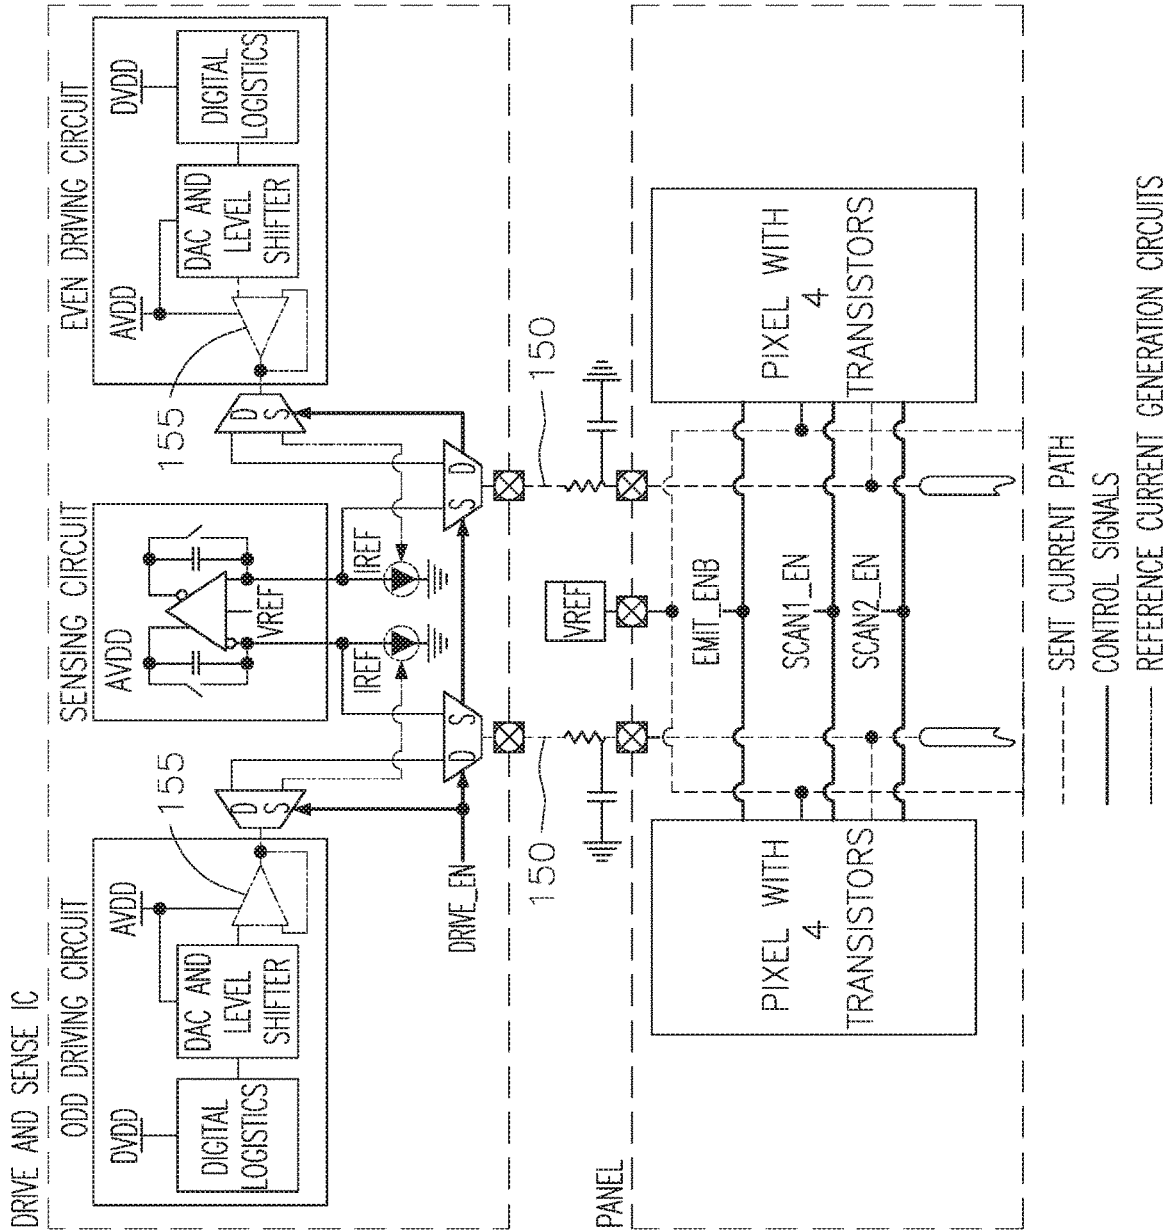 DRIVE AND SENSE IC
ODD DRIVING CIRCUIT
DVDD
AVDD
DIGITAL
LOGISTICS
DAC AND
LEVEL
SHIFTER
155
D
S
DRIVE_EN
SENSING CIRCUIT
AVDD
VREF
IREF
IREF
D
S
S
D
EVEN DRIVING CIRCUIT
AVDD
DVDD
155
D
S
DAC AND
LEVEL
SHIFTER
DIGITAL
LOGISTICS
150
150
PANEL
VREF
PIXEL WITH
4
TRANSISTORS
EMIT_ENB
SCAN1_EN
SCAN2_EN
PIXEL WITH
4
TRANSISTORS
SENT CURRENT PATH
CONTROL SIGNALS
REFERENCE CURRENT GENERATION CIRCUITS